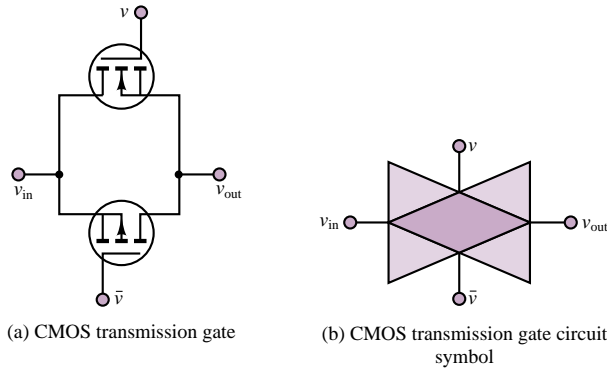 v
v
v_in
v_out
v_in
v_out
v̄
v̄
(a) CMOS transmission gate
(b) CMOS transmission gate circuit
symbol